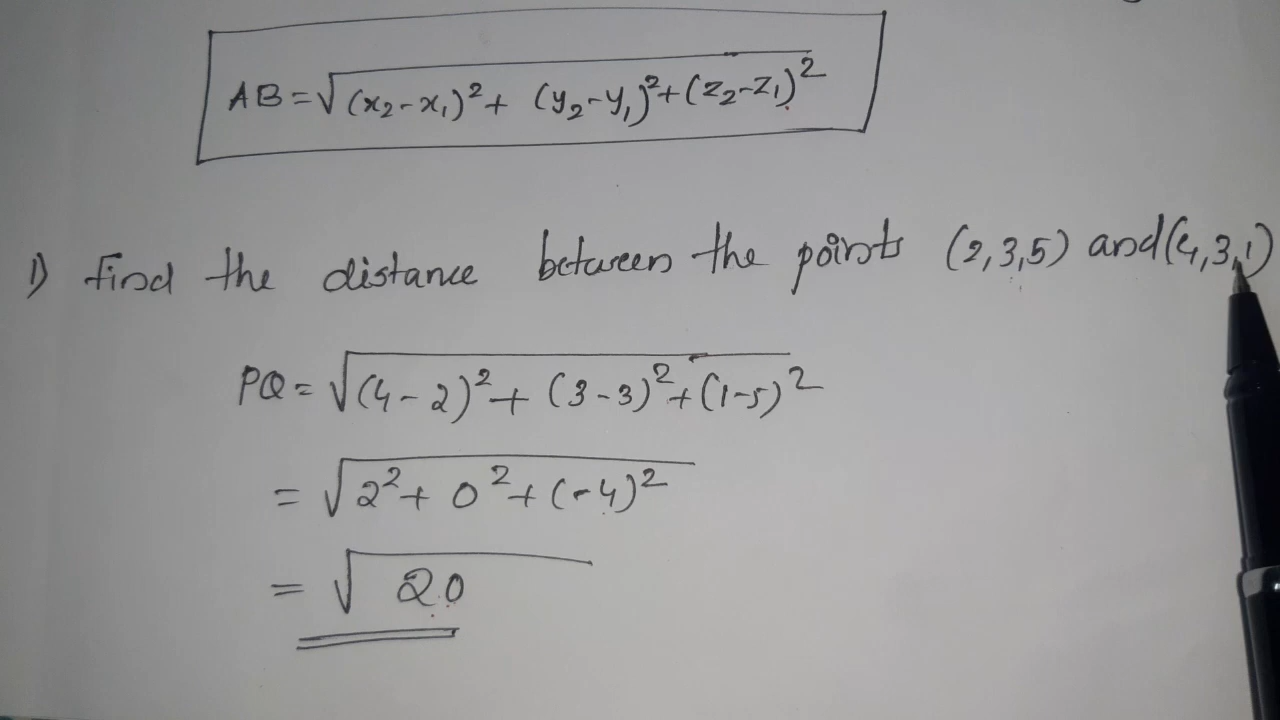 AB = √(x₂-x₁)² + (y₂-y₁)² + (z₂-z₁)²
1) Find the distance between the points (2,3,5) and (4,3,1)
PQ = √(4-2)² + (3-3)² + (1-5)²
= √2² + 0² + (-4)²
= √20